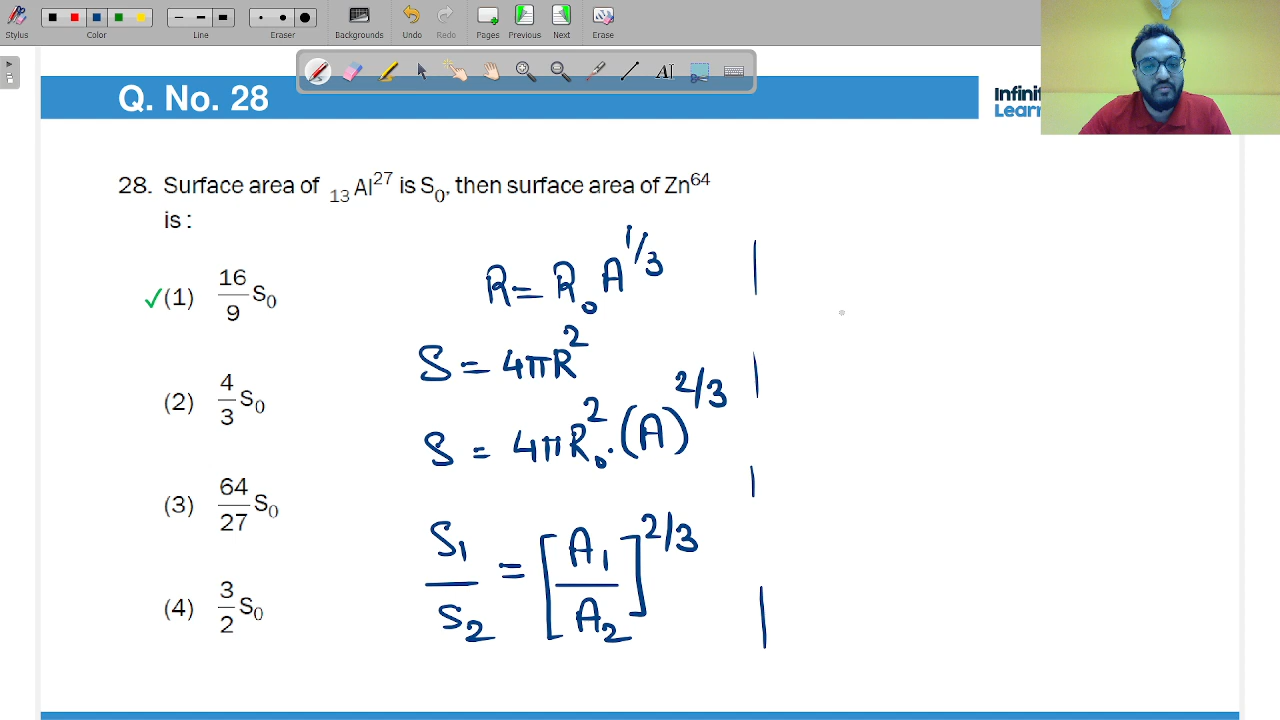 Stylus
Color
Line
Eraser
Backgrounds
Undo
Redo
Pages
Previous
Next
Erase
Q. No. 28
Infinit
Learn
28. Surface area of ₁₃Al²⁷ is S₀, then surface area of Zn⁶⁴
is :
✓(1) 16/9 S₀
(2) 4/3 S₀
(3) 64/27 S₀
(4) 3/2 S₀
R = R₀ A^1/3
S = 4πR²
S = 4πR₀² · (A)^2/3
S₁/S₂ = [A₁/A₂]^2/3